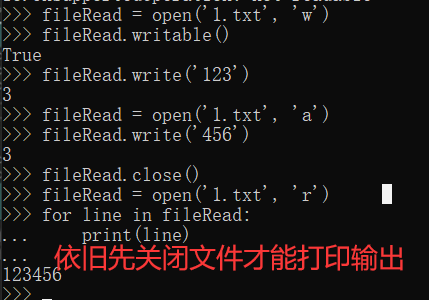 >>> fileRead = open('1.txt', 'w')
>>> fileRead.writable()
True
>>> fileRead.write('123')
3
>>> fileRead = open('1.txt', 'a')
>>> fileRead.write('456')
3
>>> fileRead.close()
>>> fileRead = open('1.txt', 'r')
>>> for line in fileRead:
...     print(line)
...
依旧先关闭文件才能打印输出
123456
>>>